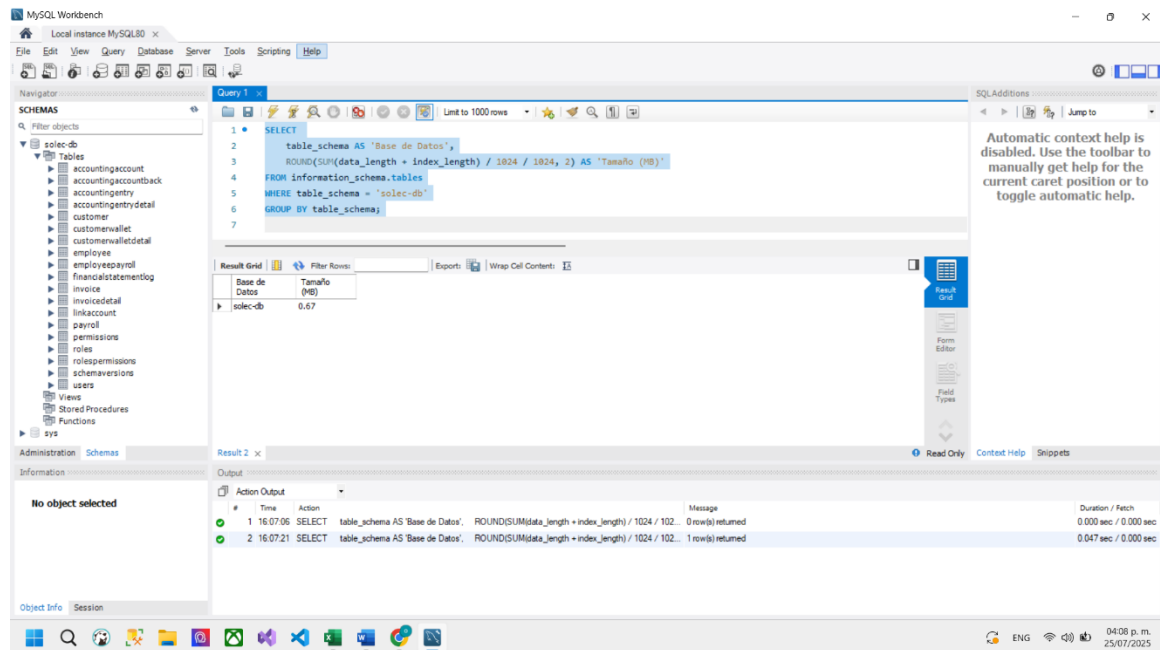 MySQL Workbench
Local instance MySQL80
File Edit View Query Database Server Tools Scripting Help
Navigator
SCHEMAS
Filter objects
solec-db
Tables
accountingaccount
accountingaccountback
accountingentry
accountingentrydetail
customer
customerwallet
customerwalletdetail
employee
employeepayroll
financialstatementlog
invoice
invoicedetail
linkaccount
payroll
permissions
roles
rolespermissions
schemaversions
users
Views
Stored Procedures
Functions
sys
Administration Schemas
Information
No object selected
Object Info Session
Query 1
Limit to 1000 rows
1 SELECT
2 table_schema AS 'Base de Datos',
3 ROUND(SUM(data_length + index_length) / 1024 / 1024, 2) AS 'Tamaño (MB)'
4 FROM information_schema.tables
5 WHERE table_schema = 'solec-db'
6 GROUP BY table_schema;
7
Result Grid Filter Rows: Export: Wrap Cell Content:
Base de Datos Tamaño (MB)
solec-db 0.67
Result Grid
Form Editor
Field Types
Result 2
Read Only
SQLAdditions
Jump to
Automatic context help is
disabled. Use the toolbar to
manually get help for the
current caret position or to
toggle automatic help.
Context Help Snippets
Output
Action Output
# Time Action Message Duration / Fetch
1 16:07:06 SELECT table_schema AS 'Base de Datos', ROUND(SUM(data_length + index_length) / 1024 / 102... 0 row(s) returned 0.000 sec / 0.000 sec
2 16:07:21 SELECT table_schema AS 'Base de Datos', ROUND(SUM(data_length + index_length) / 1024 / 102... 1 row(s) returned 0.047 sec / 0.000 sec
ENG
04:08 p. m.
25/07/2025